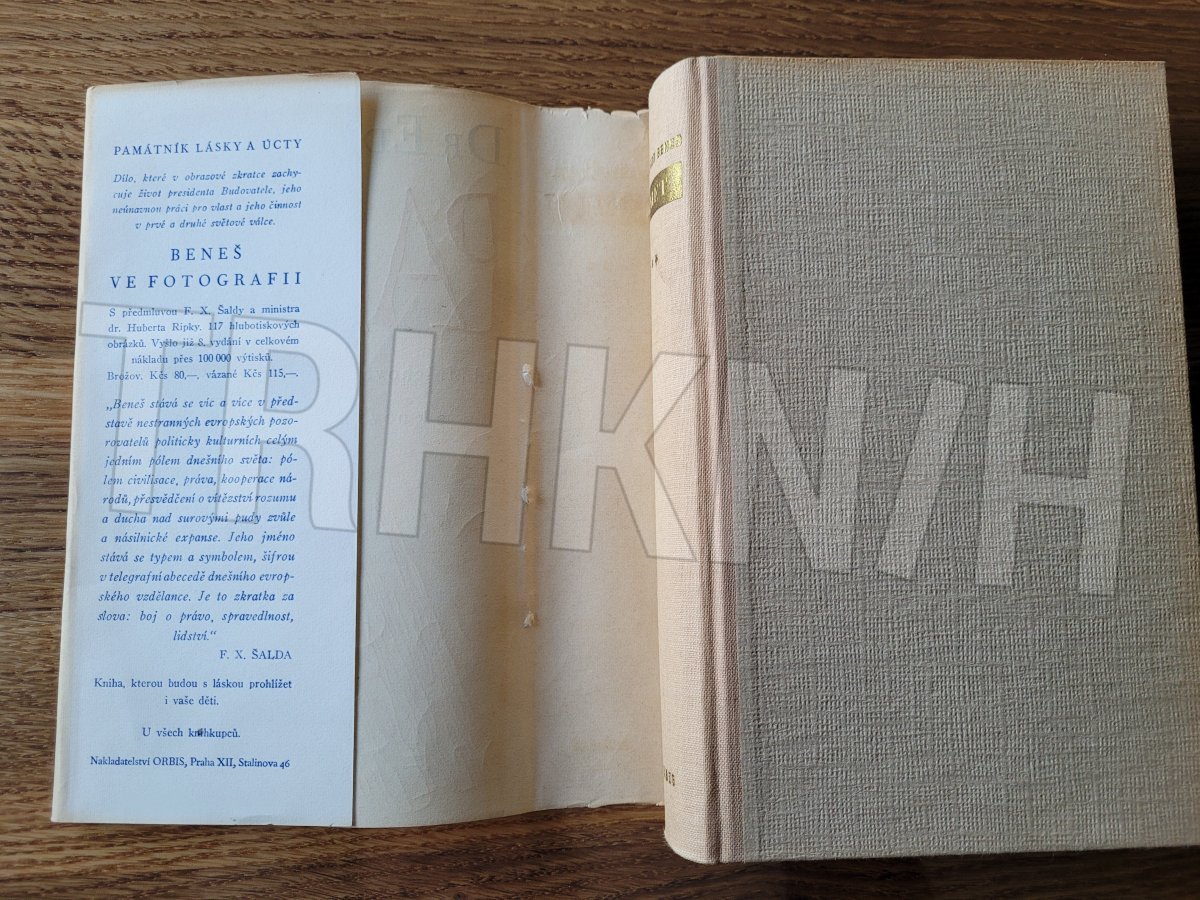 PAMÁTNÍK LÁSKY A ÚCTY
Dílo, které v obrazové zkratce zachy-
cuje život presidenta Budovatele, jeho
neúnavnou práci pro vlast a jeho činnost
v prvé a druhé světové válce.
BENEŠ
VE FOTOGRAFII
S předmluvou F. X. Šaldy a ministra
dr. Huberta Ripky. 117 hlubotiskových
obrázků. Vyšlo již 8. vydání v celkovém
nákladu přes 100 000 výtisků.
Brožov. Kčs 80,—, vázané Kčs 115,—.
„Beneš stává se víc a více v před-
stavě nestranných evropských pozo-
rovatelů politicky kulturních celým
jedním pólem dnešního světa: pó-
lem civilisace, práva, kooperace ná-
rodů, přesvědčení o vítězství rozumu
a ducha nad surovými pudy zvůle
a násilnické expanse. Jeho jméno
stává se typem a symbolem, šifrou
v telegrafní abecedě dnešního evrop-
ského vzdělance. Je to zkratka za
slova: boj o právo, spravedlnost,
lidství.“
F. X. ŠALDA
Kniha, kterou budou s láskou prohlížet
i vaše děti.
U všech knihkupců.
Nakladatelství ORBIS, Praha XII, Stalinova 46
TRHKNIH